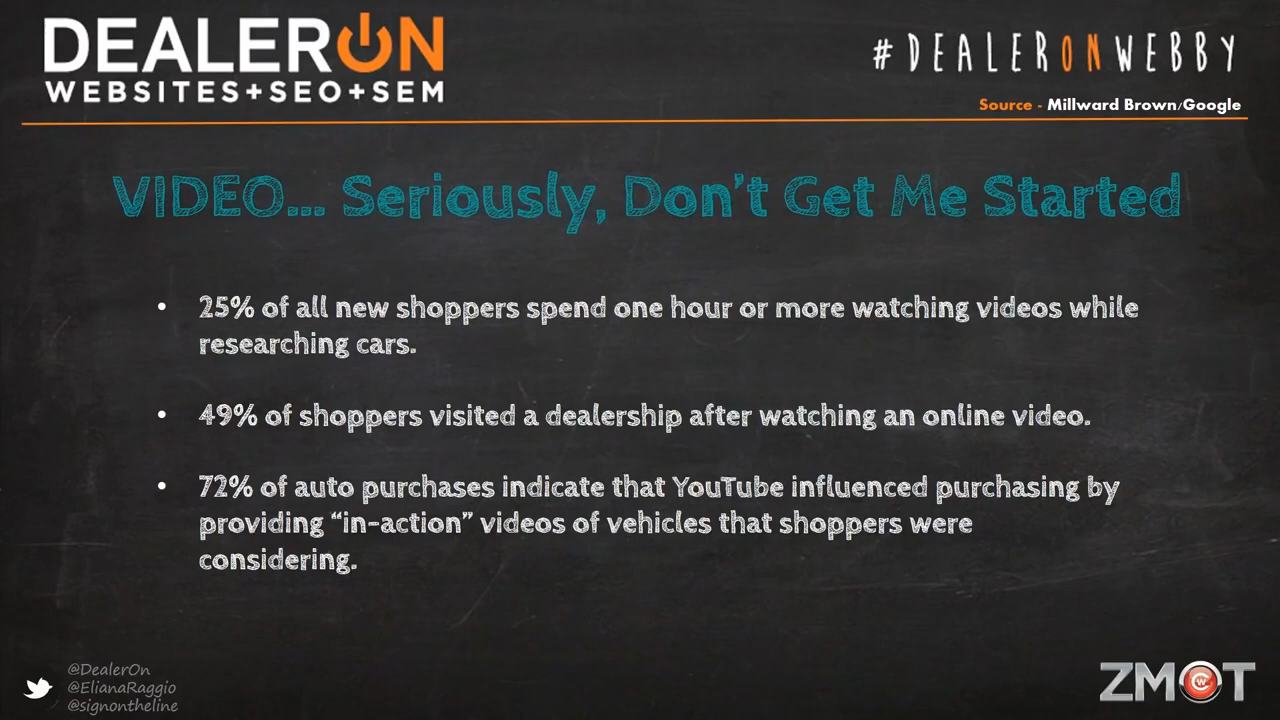 DEALERON
WEBSITES+SEO+SEM
#DEALERONWEBBY
Source - Millward Brown/Google
VIDEO... Seriously, Don't Get Me Started
• 25% of all new shoppers spend one hour or more watching videos while
researching cars.
• 49% of shoppers visited a dealership after watching an online video.
• 72% of auto purchases indicate that YouTube influenced purchasing by
providing “in-action” videos of vehicles that shoppers were
considering.
@DealerOn
@ElianaRaggio
@signontheline
ZMOT